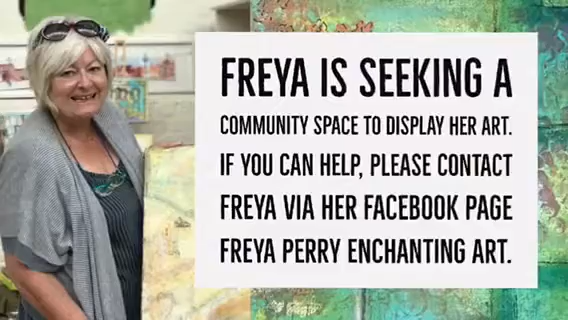 FREYA IS SEEKING A
COMMUNITY SPACE TO DISPLAY HER ART.
IF YOU CAN HELP, PLEASE CONTACT
FREYA VIA HER FACEBOOK PAGE
FREYA PERRY ENCHANTING ART.